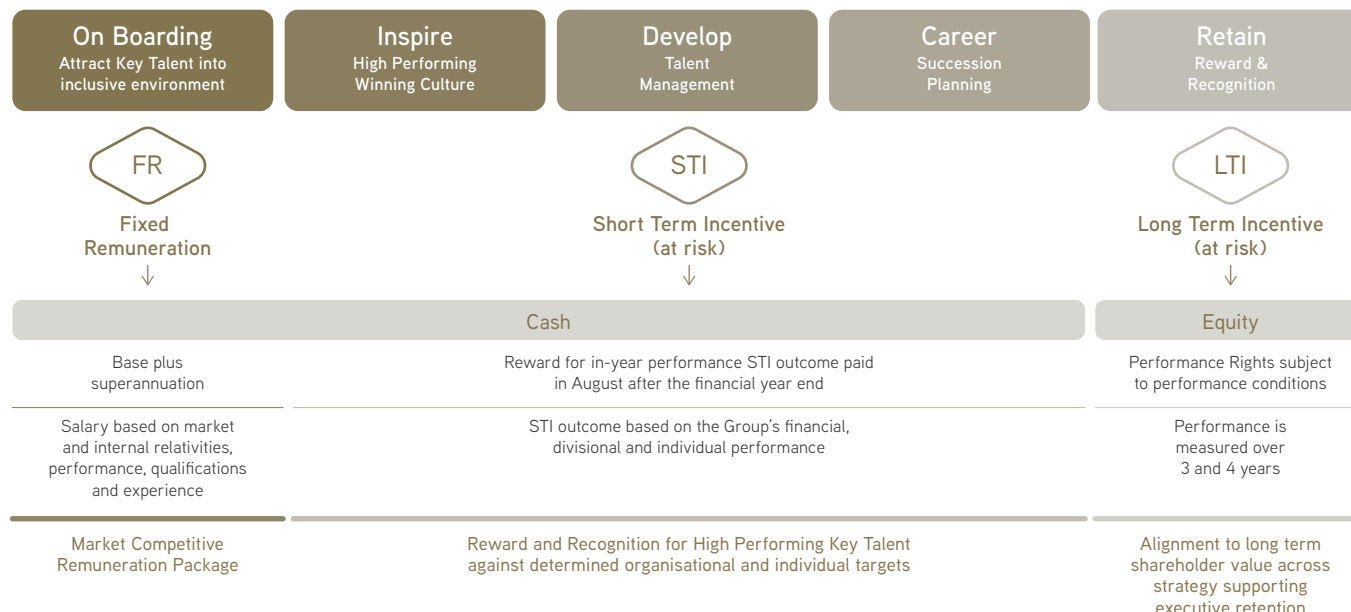 On Boarding
Attract Key Talent into
inclusive environment
Inspire
High Performing
Winning Culture
Develop
Talent
Management
Career
Succession
Planning
Retain
Reward &
Recognition
FR
Fixed
Remuneration
STI
Short Term Incentive
(at risk)
LTI
Long Term Incentive
(at risk)
Cash
Equity
Base plus
superannuation
Reward for in-year performance STI outcome paid
in August after the financial year end
Performance Rights subject
to performance conditions
Salary based on market
and internal relativities,
performance, qualifications
and experience
STI outcome based on the Group's financial,
divisional and individual performance
Performance is
measured over
3 and 4 years
Market Competitive
Remuneration Package
Reward and Recognition for High Performing Key Talent
against determined organisational and individual targets
Alignment to long term
shareholder value across
strategy supporting
executive retention